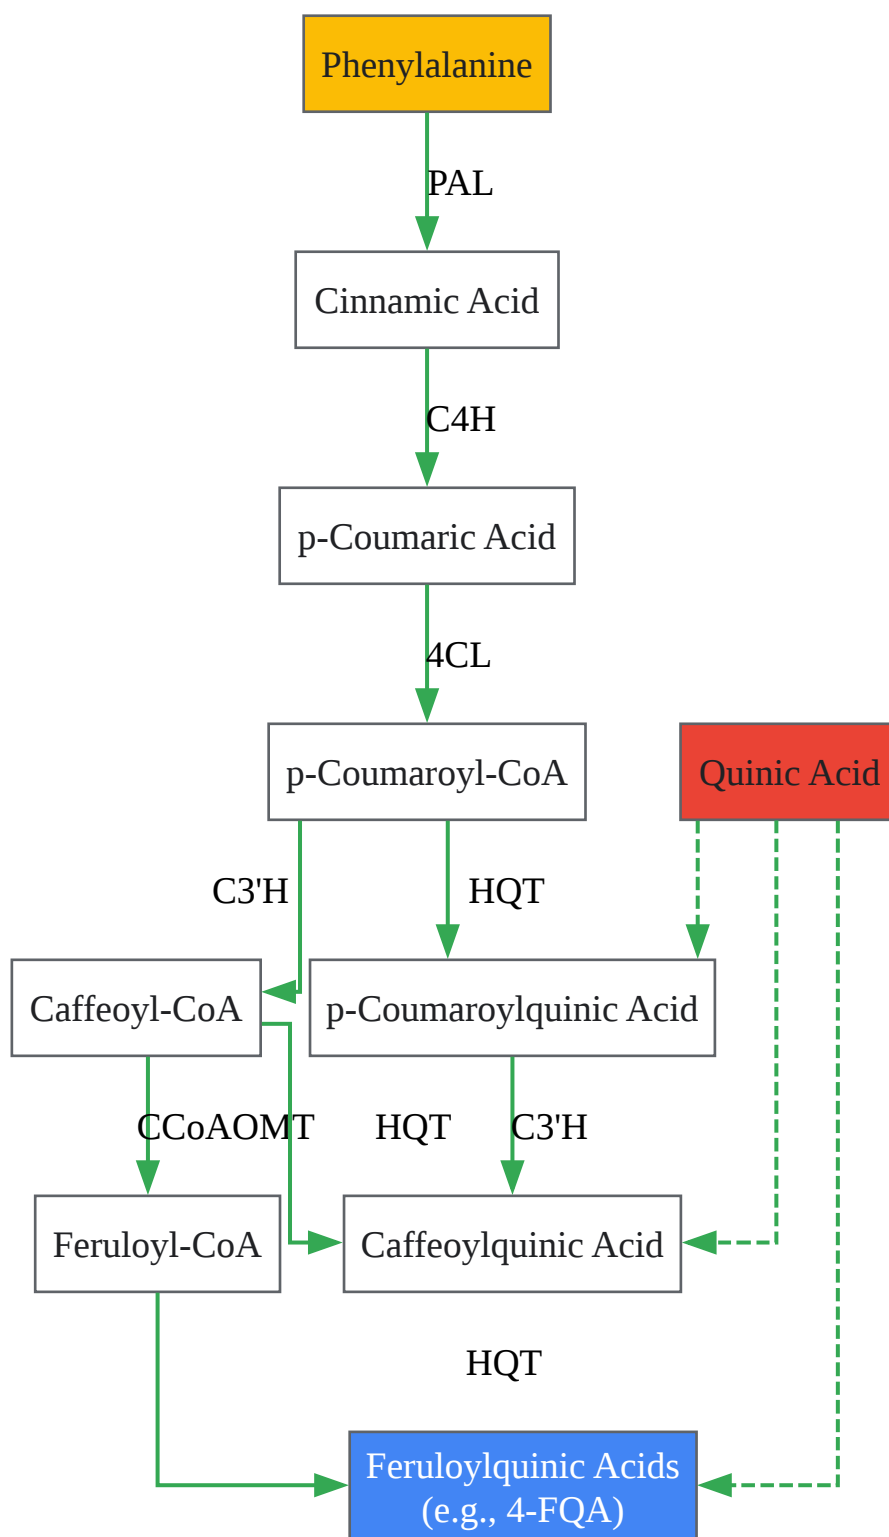 Phenylalanine
PAL
Cinnamic Acid
C4H
p-Coumaric Acid
4CL
p-Coumaroyl-CoA
Quinic Acid
C3'H
HQT
Caffeoyl-CoA
p-Coumaroylquinic Acid
CCoAOMT
HQT
C3'H
Feruloyl-CoA
Caffeoylquinic Acid
HQT
Feruloylquinic Acids
(e.g., 4-FQA)